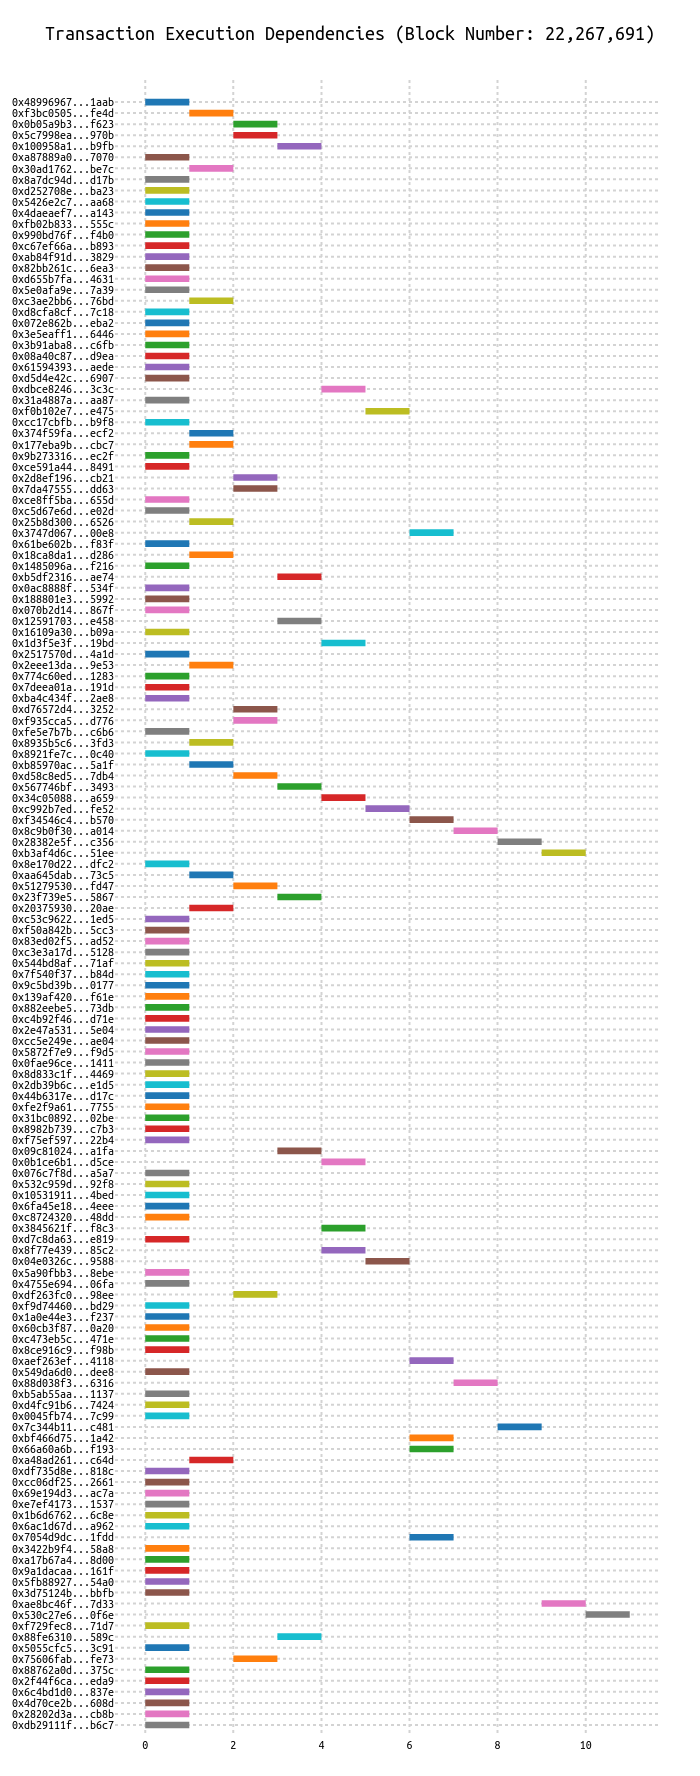 Transaction Execution Dependencies (Block Number: 22,267,691)
0x48996967...1aab
0xf3bc0505...fe4d
0x0b05a9b3...f623
0x5c7998ea...970b
0x100958a1...b9fb
0xa87889a0...7070
0x30ad1762...be7c
0x8a7dc94d...d17b
0xd252708e...ba23
0x5426e2c7...aa68
0x4daeaef7...a143
0xfb02b833...555c
0x990bd76f...f4b0
0xc67ef66a...b893
0xab84f91d...3829
0x82bb261c...6ea3
0xd655b7fa...4631
0x5e0afa9e...7a39
0xc3ae2bb6...76bd
0xd8cfa8cf...7c18
0x072e862b...eba2
0x3e5eaff1...6446
0x3b91aba8...c6fb
0x08a40c87...d9ea
0x61594393...aede
0xd5d4e42c...6907
0xdbce8246...3c3c
0x31a4887a...aa87
0xf0b102e7...e475
0xcc17cbfb...b9f8
0x374f59fa...ecf2
0x177eba9b...cbc7
0x9b273316...ec2f
0xce591a44...8491
0x2d8ef196...cb21
0x7da47555...dd63
0xce8ff5ba...655d
0xc5d67e6d...e02d
0x25b8d300...6526
0x3747d067...00e8
0x61be602b...f83f
0x18ca8da1...d286
0x1485096a...f216
0xb5df2316...ae74
0x0ac8888f...534f
0x188801e3...5992
0x070b2d14...867f
0x12591703...e458
0x16109a30...b09a
0x1d3f5e3f...19bd
0x2517570d...4a1d
0x2eee13da...9e53
0x774c60ed...1283
0x7deea01a...191d
0xba4c434f...2ae8
0xd76572d4...3252
0xf935cca5...d776
0xfe5e7b7b...c6b6
0x8935b5c6...3fd3
0x8921fe7c...0c40
0xb85970ac...5a1f
0xd58c8ed5...7db4
0x567746bf...3493
0x34c05088...a659
0xc992b7ed...fe52
0xf34546c4...b570
0x8c9b0f30...a014
0x28382e5f...c356
0xb3af4d6c...51ee
0x8e170d22...dfc2
0xaa645dab...73c5
0x51279530...fd47
0x23f739e5...5867
0x20375930...20ae
0xc53c9622...1ed5
0xf50a842b...5cc3
0x83ed02f5...ad52
0xc3e3a17d...5128
0x544bd8af...71af
0x7f540f37...b84d
0x9c5bd39b...0177
0x139af420...f61e
0x882eebe5...73db
0xc4b92f46...d71e
0x2e47a531...5e04
0xcc5e249e...ae04
0x5872f7e9...f9d5
0x0fae96ce...1411
0x8d833c1f...4469
0x2db39b6c...e1d5
0x44b6317e...d17c
0xfe2f9a61...7755
0x31bc0892...02be
0x8982b739...c7b3
0xf75ef597...22b4
0x09c81024...a1fa
0x0b1ce6b1...d5ce
0x076c7f8d...a5a7
0x532c959d...92f8
0x10531911...4bed
0x6fa45e18...4eee
0xc8724320...48dd
0x3845621f...f8c3
0xd7c8da63...e819
0x8f77e439...85c2
0x04e0326c...9588
0x5a90fbb3...8ebe
0x4755e694...06fa
0xdf263fc0...98ee
0xf9d74460...bd29
0x1a0e44e3...f237
0x60cb3f87...0a20
0xc473eb5c...471e
0x8ce916c9...f98b
0xaef263ef...4118
0x549da6d0...dee8
0x88d038f3...6316
0xb5ab55aa...1137
0xd4fc91b6...7424
0x0045fb74...7c99
0x7c344b11...c481
0xbf466d75...1a42
0x66a60a6b...f193
0xa48ad261...c64d
0xdf735d8e...818c
0xcc06df25...2661
0x69e194d3...ac7a
0xe7ef4173...1537
0x1b6d6762...6c8e
0x6ac1d67d...a962
0x7054d9dc...1fdd
0x3422b9f4...58a8
0xa17b67a4...8d00
0x9a1dacaa...161f
0x5fb88927...54a0
0x3d75124b...bbfb
0xae8bc46f...7d33
0x530c27e6...0f6e
0xf729fec8...71d7
0x88fe6310...589c
0x5055cfc5...3c91
0x75606fab...fe73
0x88762a0d...375c
0x2f44f6ca...eda9
0x6c4bd1d0...837e
0x4d70ce2b...608d
0x28202d3a...cb8b
0xdb29111f...b6c7
0 2 4 6 8 10